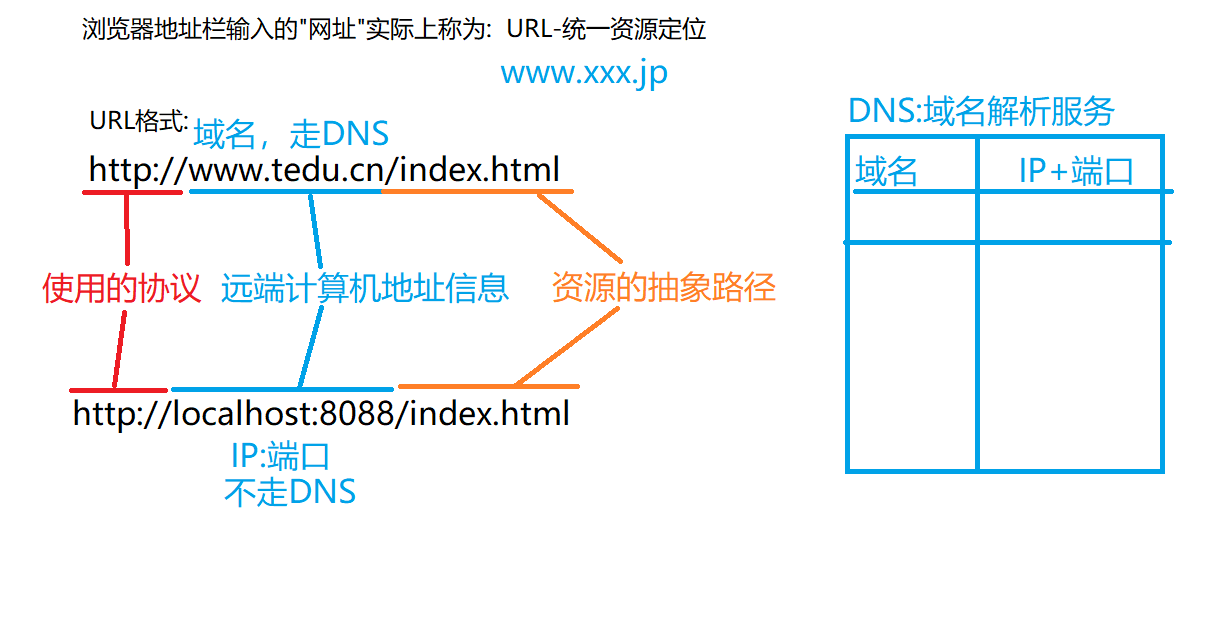 浏览器地址栏输入的"网址"实际上称为: URL-统一资源定位
www.xxx.jp
URL格式:
域名，走DNS
http://www.tedu.cn/index.html
使用的协议
远端计算机地址信息
资源的抽象路径
http://localhost:8088/index.html
IP:端口
不走DNS
DNS:域名解析服务
域名
IP+端口